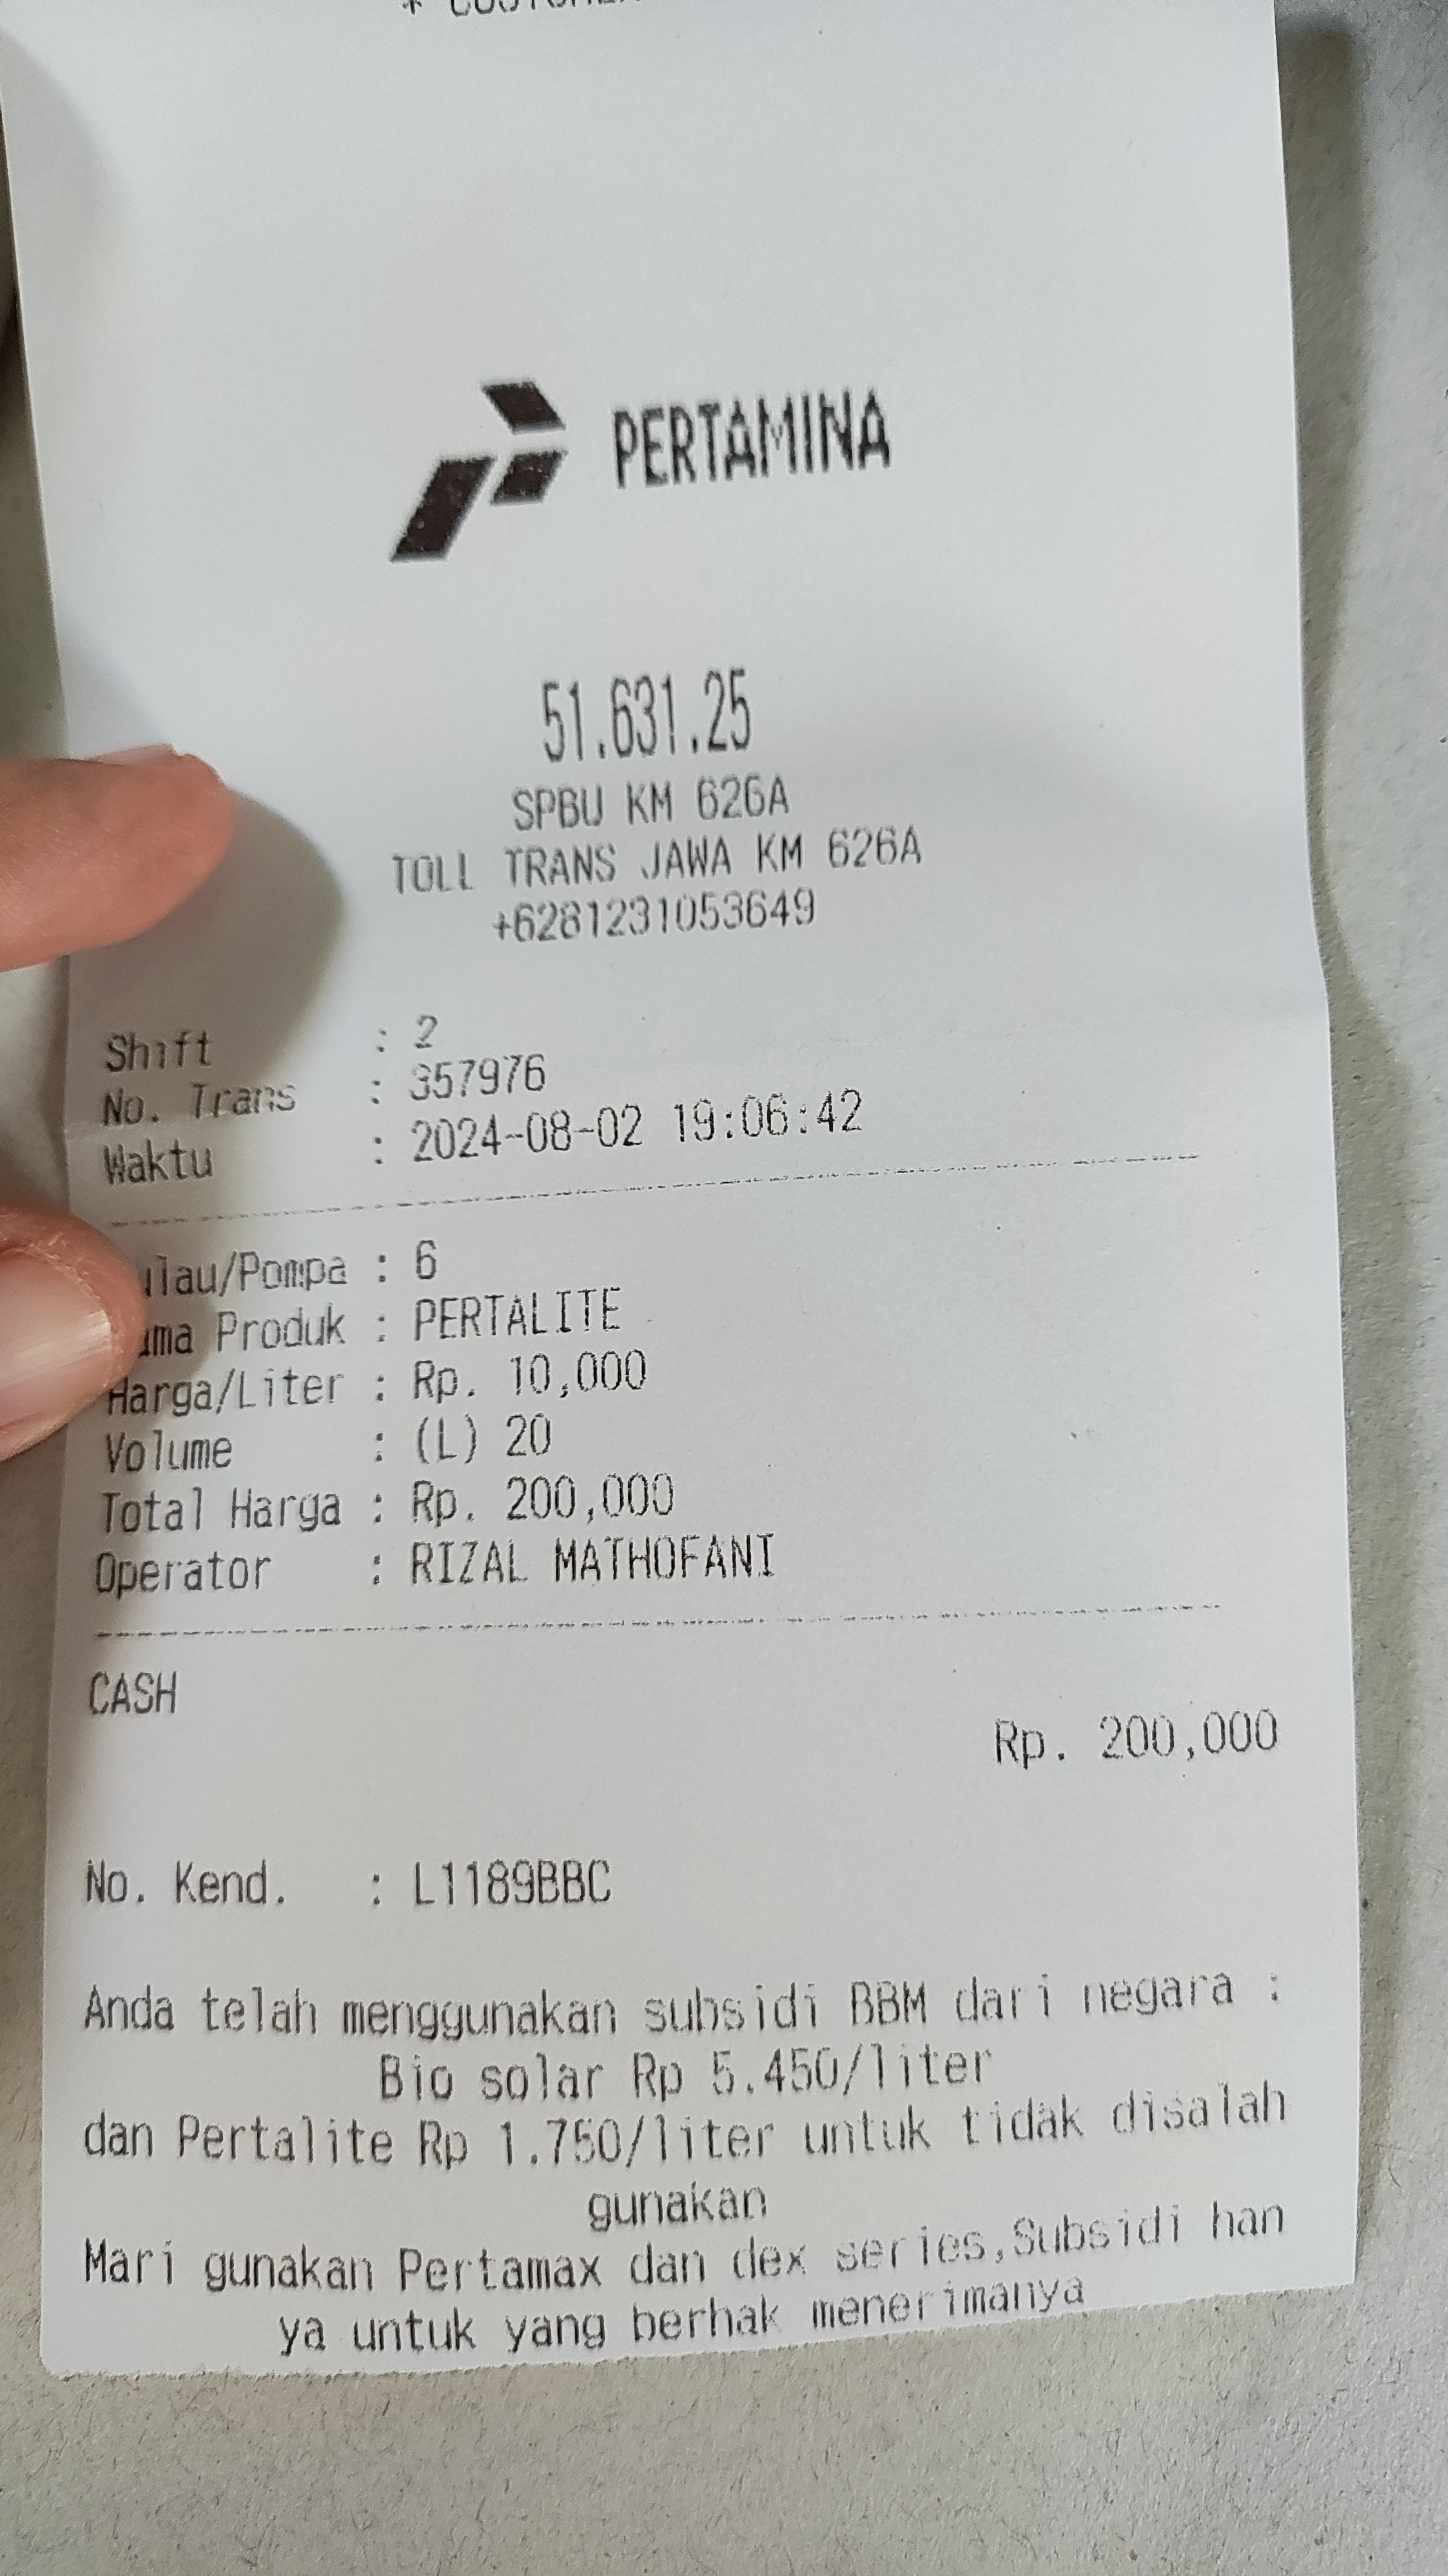 PERTAMINA
51.631.25
SPBU KM 626A
TOLL TRANS JAWA KM 626A
+6281231053649
Shift : 2
No. Trans : 357976
Waktu : 2024-08-02 19:06:42
ulau/Pompa : 6
ama Produk : PERTALITE
Harga/Liter : Rp. 10,000
Volume : (L) 20
Total Harga : Rp. 200,000
Operator : RIZAL MATHOFANI
CASH
Rp. 200,000
No. Kend. : L1189BBC
Anda telah menggunakan subsidi BBM dari negara :
Bio solar Rp 5.450/liter
dan Pertalite Rp 1.750/liter untuk tidak disalah
gunakan
Mari gunakan Pertamax dan dex series,Subsidi han
ya untuk yang berhak menerimanya